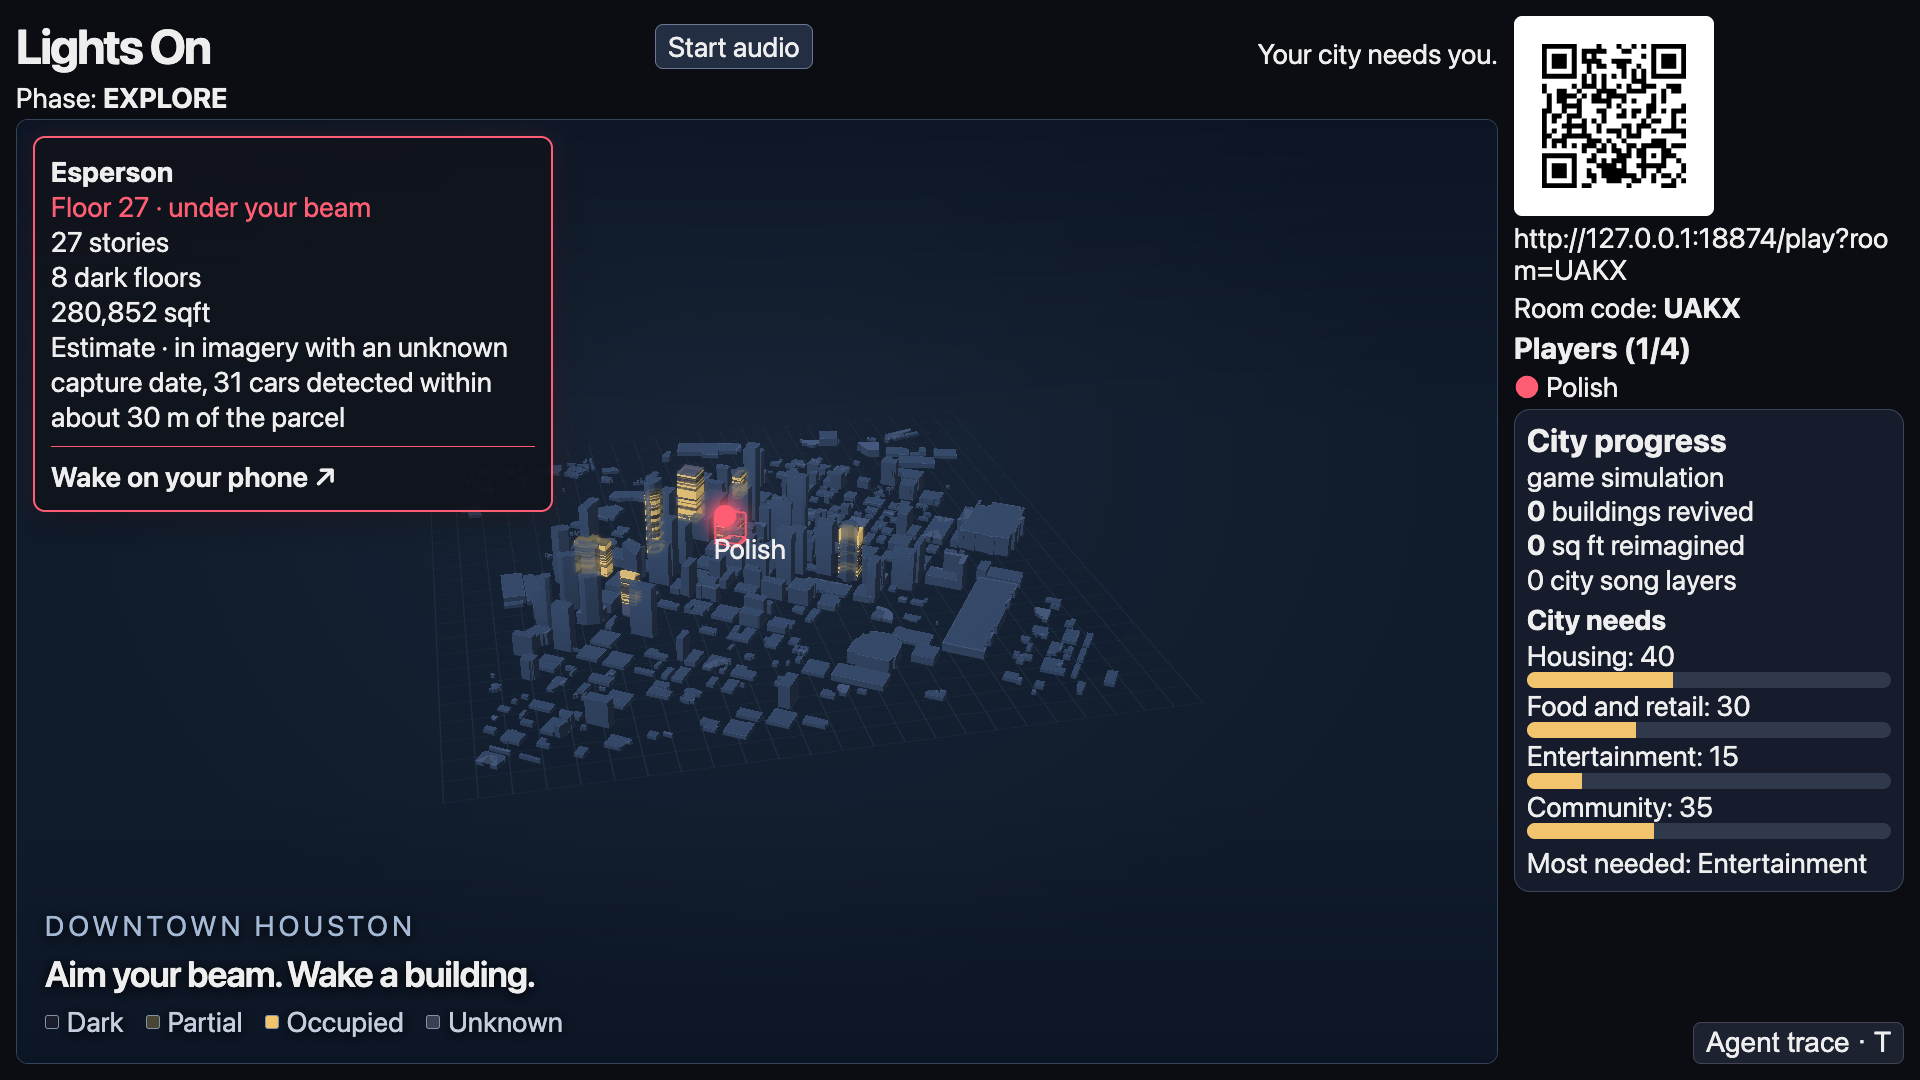 Lights On
Start audio
Your city needs you.
Phase: EXPLORE
Esperson
Floor 27 · under your beam
27 stories
8 dark floors
280,852 sqft
Estimate · in imagery with an unknown
capture date, 31 cars detected within
about 30 m of the parcel
Wake on your phone ↗
Polish
DOWNTOWN HOUSTON
Aim your beam. Wake a building.
Dark
Partial
Occupied
Unknown
http://127.0.0.1:18874/play?roo
m=UAKX
Room code: UAKX
Players (1/4)
Polish
City progress
game simulation
0 buildings revived
0 sq ft reimagined
0 city song layers
City needs
Housing: 40
Food and retail: 30
Entertainment: 15
Community: 35
Most needed: Entertainment
Agent trace · T